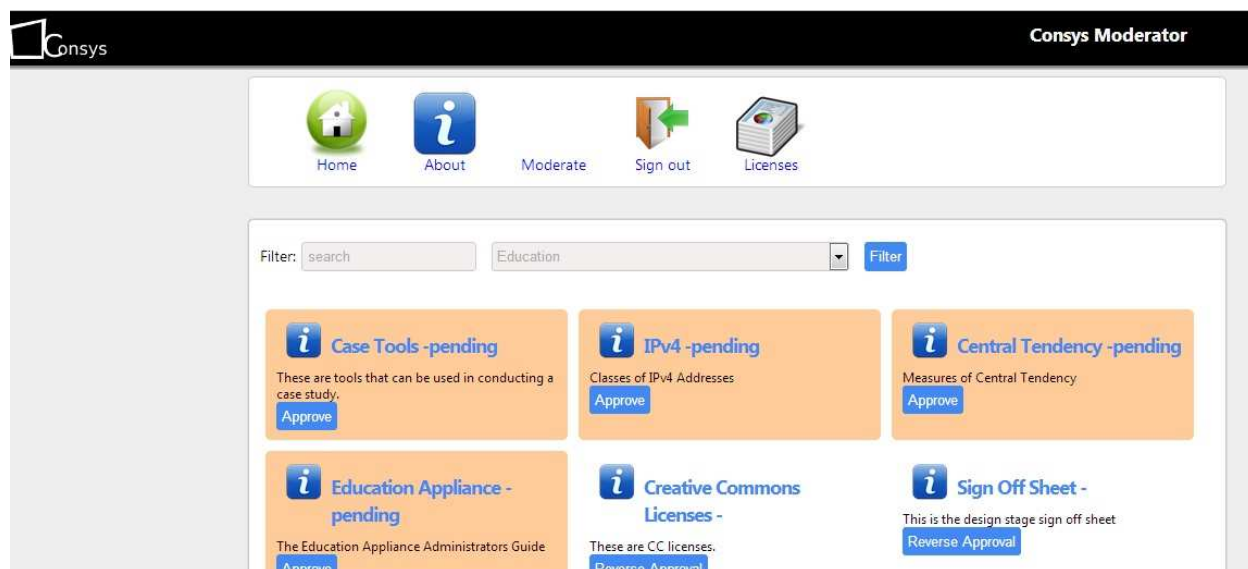 Consys
Consys Moderator
Home About Moderate Sign out Licenses
Filter: search Education Filter
Case Tools -pending
These are tools that can be used in conducting a
case study.
Approve
IPv4 -pending
Classes of IPv4 Addresses
Approve
Central Tendency -pending
Measures of Central Tendency
Approve
Education Appliance -
pending
The Education Appliance Administrators Guide
Approve
Creative Commons
Licenses -
These are CC licenses.
Reverse Approval
Sign Off Sheet -
This is the design stage sign off sheet
Reverse Approval